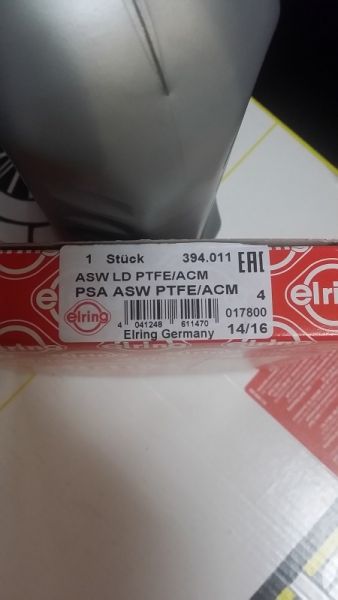 1 Stück 394.011 EAC
ASW LD PTFE/ACM
PSA ASW PTFE/ACM 4
elring
4 041248 611470
017800
Elring Germany 14/16
elring